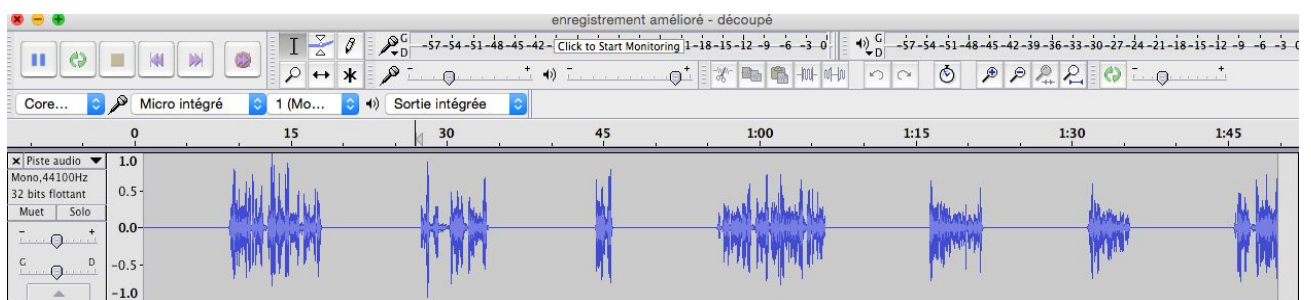 enregistrement amélioré - découpé
G
D
-57-54-51-48-45-42- Click to Start Monitoring 1-18-15-12 -9 -6 -3 0
G
D
-57-54-51-48-45-42-39-36-33-30-27-24-21-18-15-12 -9 -6 -3
- +
- +
- +
Core... Micro intégré 1 (Mo... Sortie intégrée
0 15 30 45 1:00 1:15 1:30 1:45
Piste audio 1.0
Mono,44100Hz
32 bits flottant 0.5
Muet Solo
- + 0.0
G D -0.5
-1.0